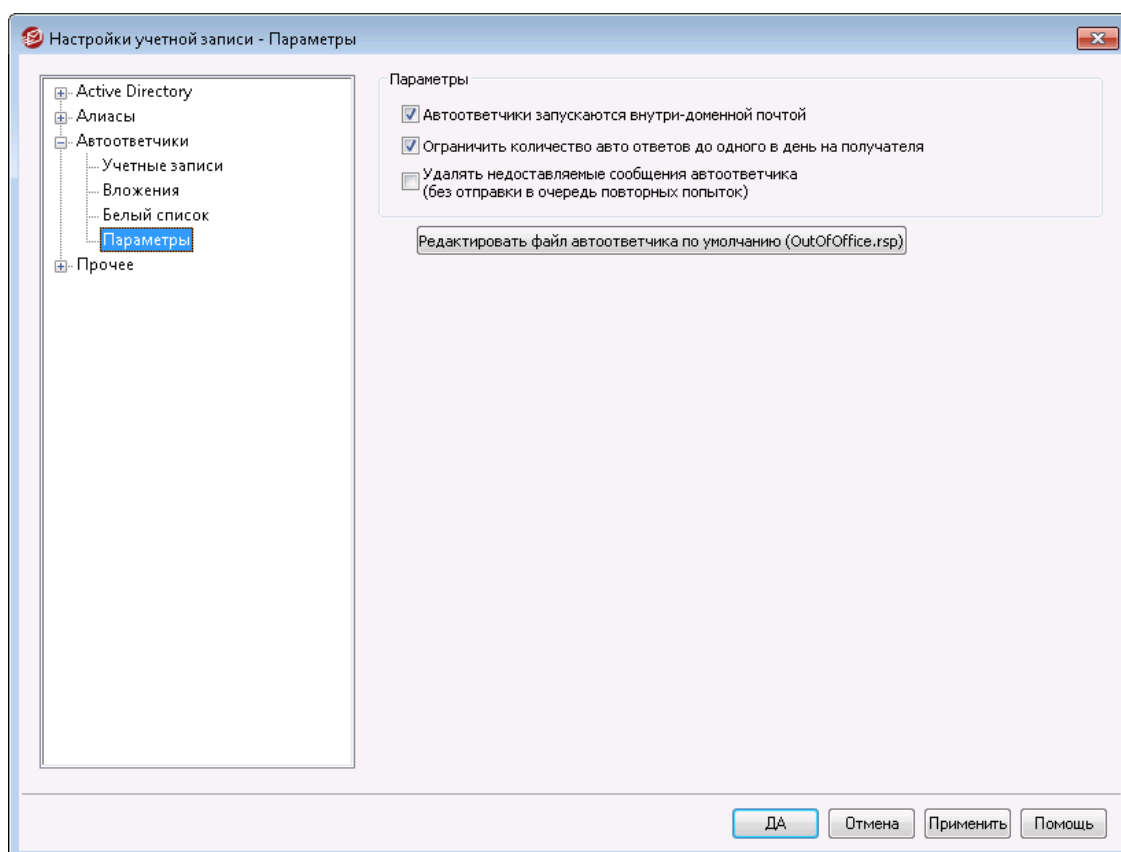 Настройки учетной записи - Параметры
Active Directory
Алиасы
Автоответчики
Учетные записи
Вложения
Белый список
Параметры
Прочее
Параметры
Автоответчики запускаются внутри-доменной почтой
Ограничить количество авто ответов до одного в день на получателя
Удалять недоставляемые сообщения автоответчика
(без отправки в очередь повторных попыток)
Редактировать файл автоответчика по умолчанию (OutOfOffice.rsp)
ДА
Отмена
Применить
Помощь